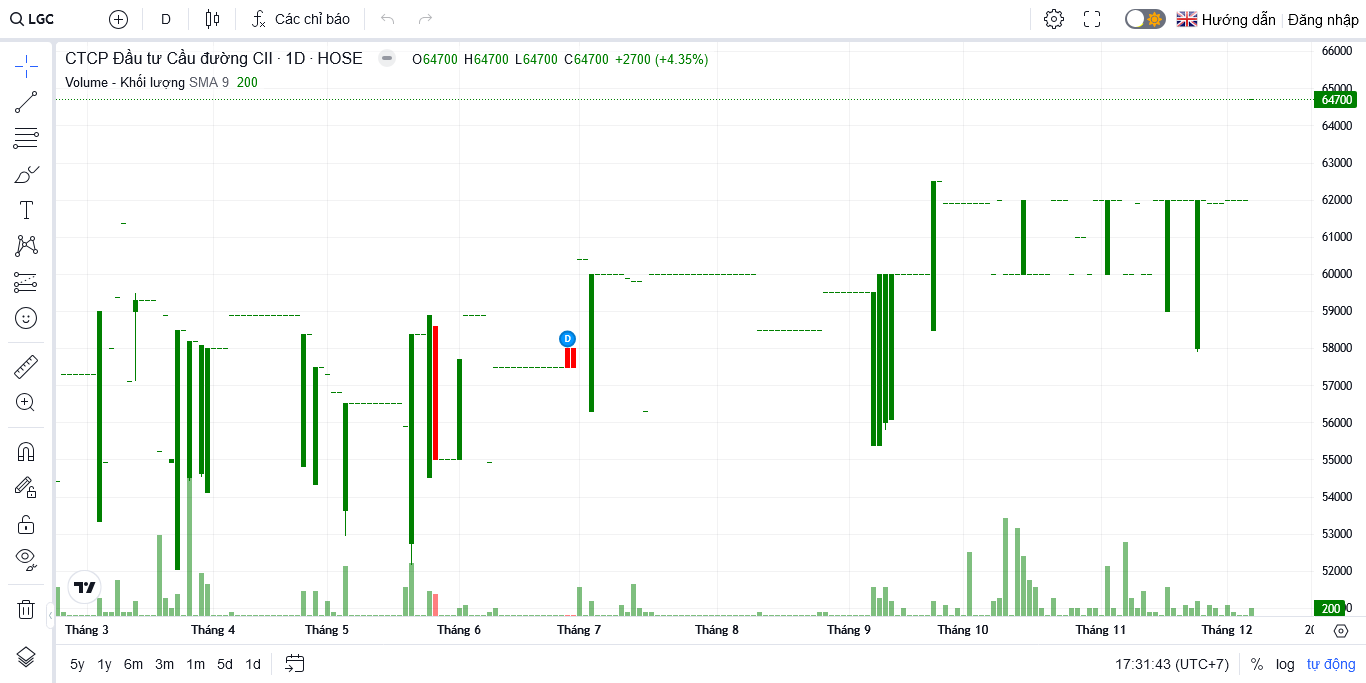 LGC D Các chỉ báo Hướng dẫn Đăng nhập
CTCP Đầu tư Cầu đường CII · 1D · HOSE O64700 H64700 L64700 C64700 +2700 (+4.35%)
Volume - Khối lượng SMA 9 200
66000
65000
64700
64000
63000
62000
61000
60000
59000
58000
57000
56000
55000
54000
53000
52000
200
D
T
Tháng 3 Tháng 4 Tháng 5 Tháng 6 Tháng 7 Tháng 8 Tháng 9 Tháng 10 Tháng 11 Tháng 12
5y 1y 6m 3m 1m 5d 1d 17:31:43 (UTC+7) % log tự động